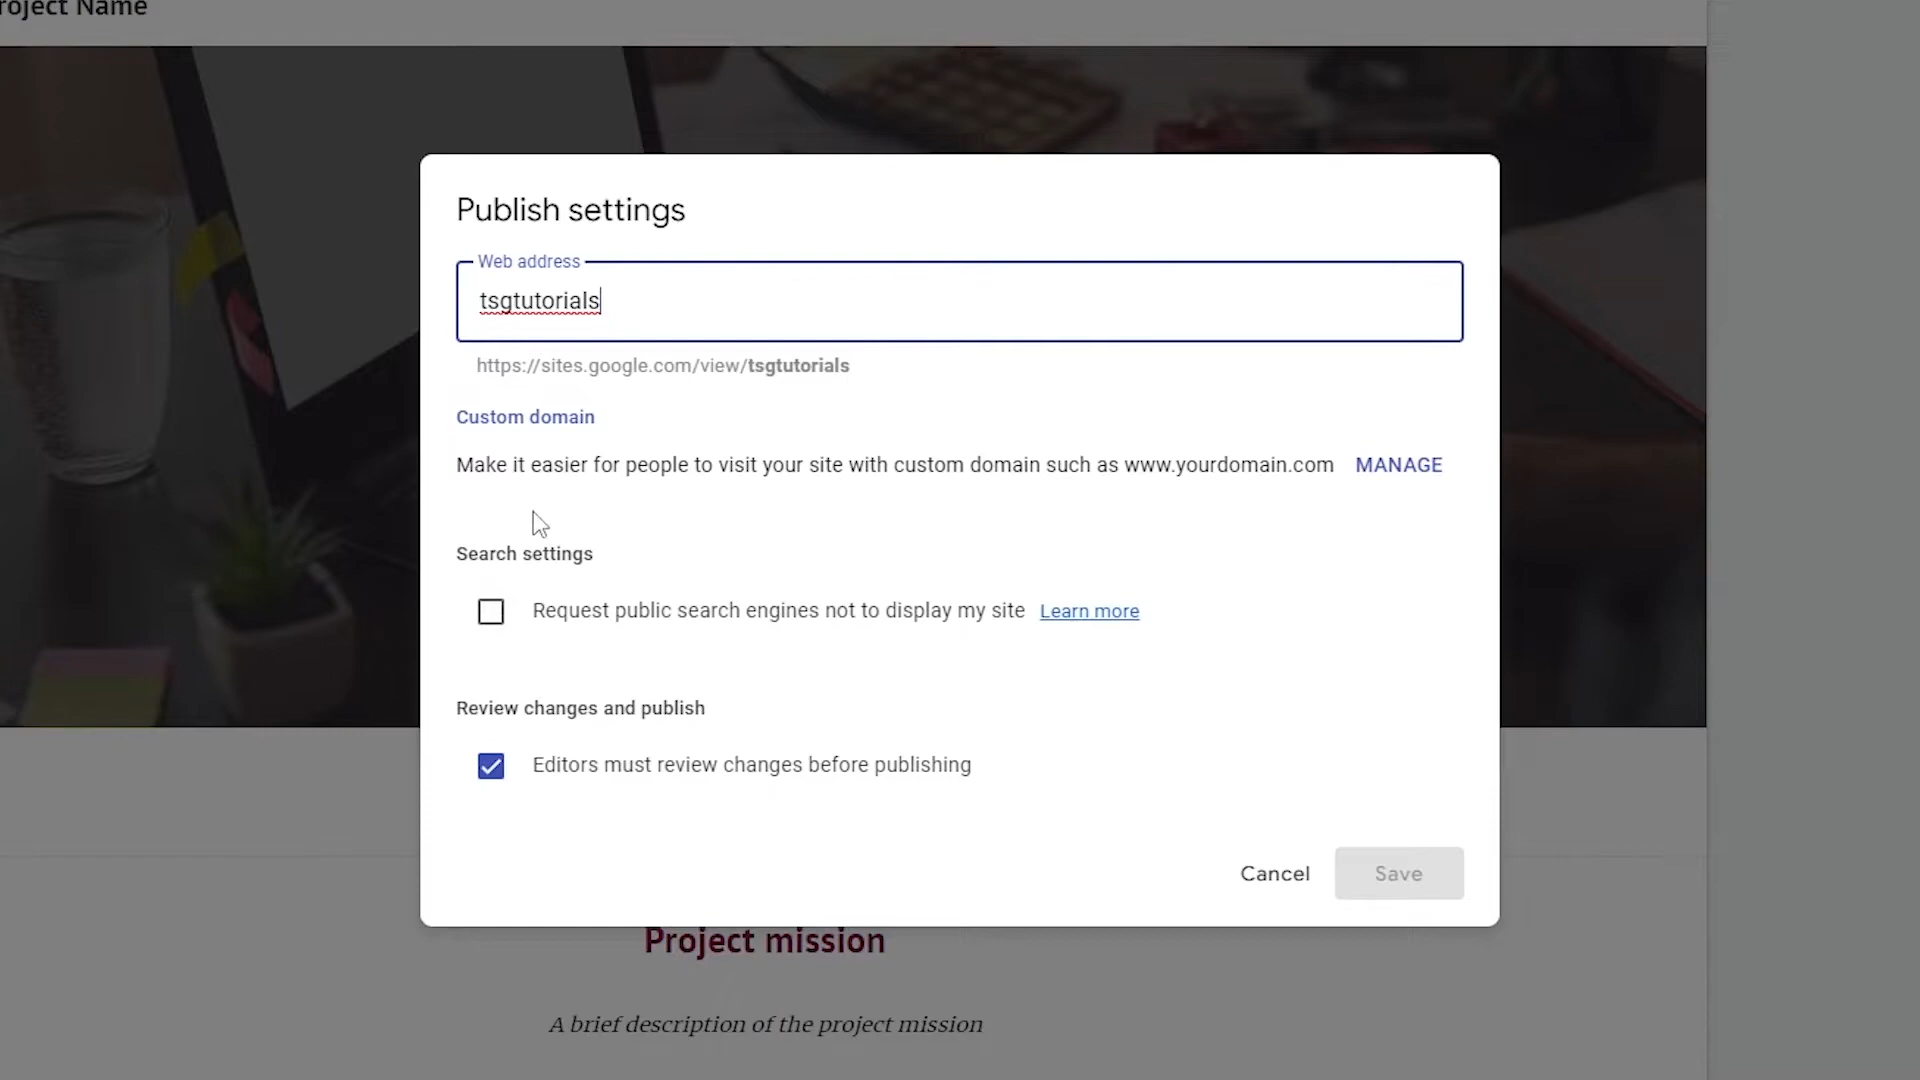 roject Name
Publish settings
Web address
tsgtutorials
https://sites.google.com/view/tsgtutorials
Custom domain
Make it easier for people to visit your site with custom domain such as www.yourdomain.com MANAGE
Search settings
Request public search engines not to display my site Learn more
Review changes and publish
Editors must review changes before publishing
Cancel Save
Project mission
A brief description of the project mission